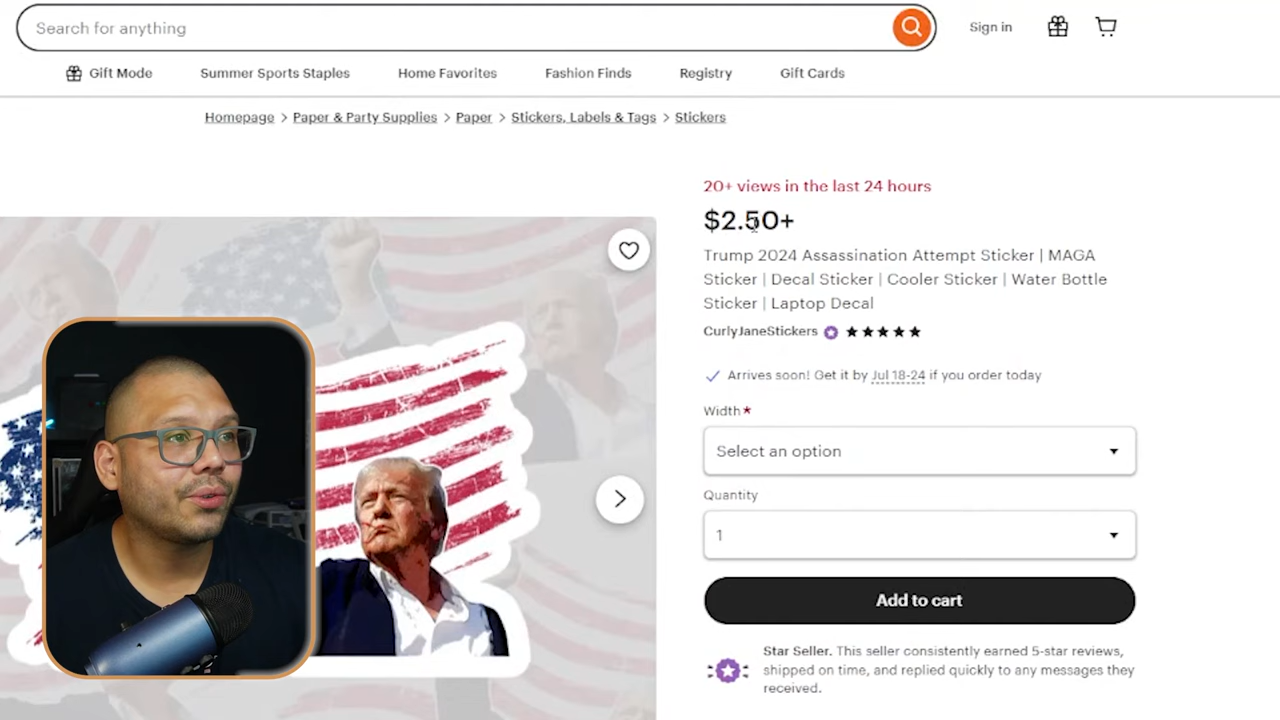 Search for anything
Sign in
Gift Mode
Summer Sports Staples
Home Favorites
Fashion Finds
Registry
Gift Cards
Homepage > Paper & Party Supplies > Paper > Stickers, Labels & Tags > Stickers
20+ views in the last 24 hours
$2.50+
Trump 2024 Assassination Attempt Sticker | MAGA
Sticker | Decal Sticker | Cooler Sticker | Water Bottle
Sticker | Laptop Decal
CurlyJaneStickers
Arrives soon! Get it by Jul 18-24 if you order today
Width*
Select an option
Quantity
1
Add to cart
Star Seller. This seller consistently earned 5-star reviews,
shipped on time, and replied quickly to any messages they
received.